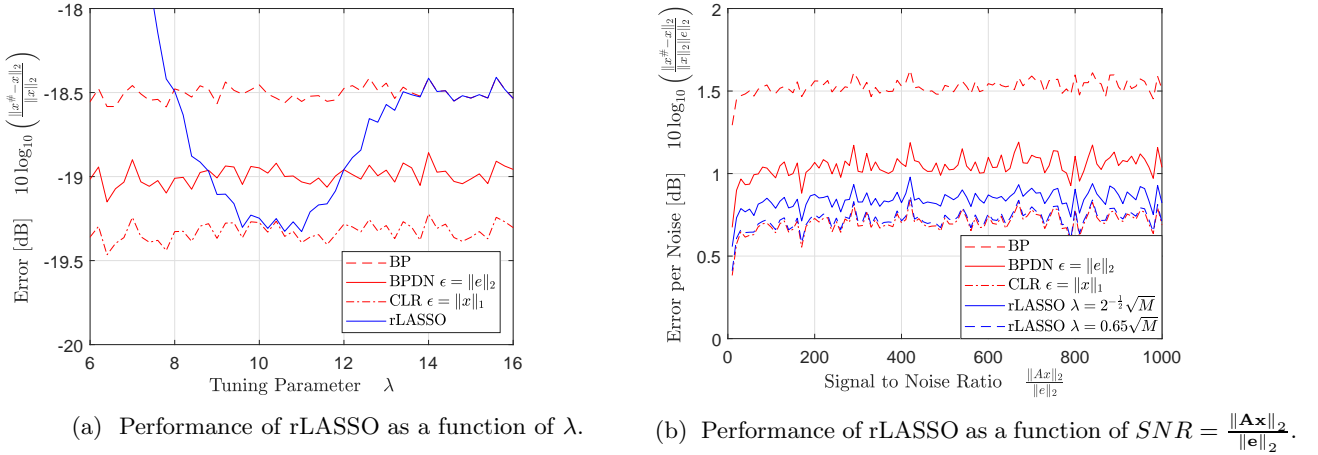 -18
-18.5
-19
-19.5
-20
6
8
10
12
14
16
Error [dB] 10 log₁₀ (‖x^# − x‖₂ / ‖x‖₂)
Tuning Parameter λ
BP
BPDN ϵ = ‖e‖₂
CLR ϵ = ‖x‖₁
rLASSO
(a) Performance of rLASSO as a function of λ.
2
1.5
1
0.5
0
0
200
400
600
800
1000
Error per Noise [dB] 10 log₁₀ (‖x^# − x‖₂ / ‖x‖₂‖e‖₂)
Signal to Noise Ratio ‖Ax‖₂ / ‖e‖₂
BP
BPDN ϵ = ‖e‖₂
CLR ϵ = ‖x‖₁
rLASSO λ = 2^{-1/2}√M
rLASSO λ = 0.65√M
(b) Performance of rLASSO as a function of SNR = ‖Ax‖₂ / ‖e‖₂.